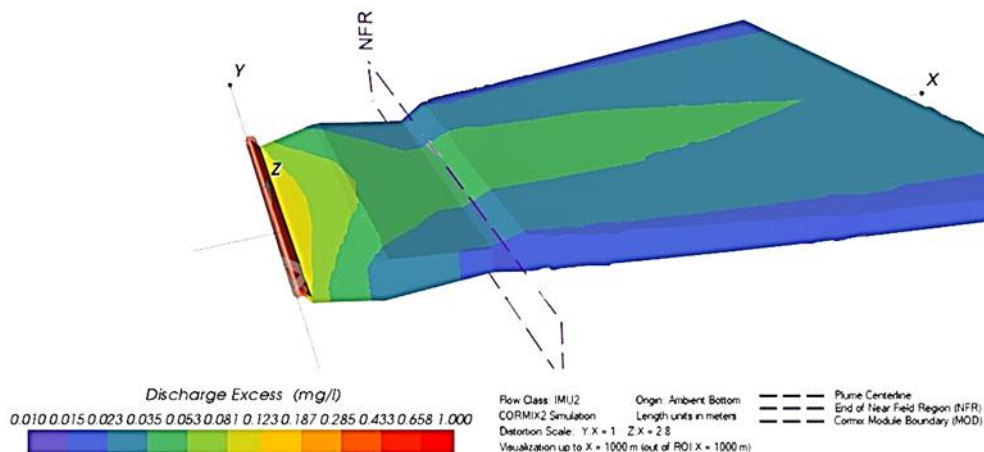 NFR
Y
X
Z
Discharge Excess (mg/l)
0.010 0.015 0.023 0.035 0.053 0.081 0.123 0.187 0.285 0.433 0.658 1.000
Flow Class: IMU2 Origin: Ambient Bottom
CORMIX2 Simulation Length units in meters
Distortion Scale: Y:X = 1 Z:X = 2.8
Visualization up to X = 1000 m (out of ROI X = 1000 m)
Plume Centerline
End of Near Field Region (NFR)
Cormix Module Boundary (MOD)